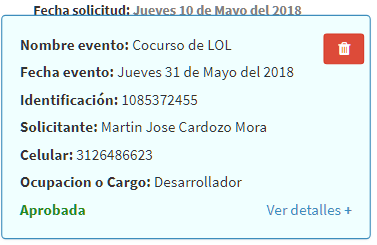 Fecha solicitud: Jueves 10 de Mayo del 2018
Nombre evento: Cocurso de LOL
Fecha evento: Jueves 31 de Mayo del 2018
Identificación: 1085372455
Solicitante: Martin Jose Cardozo Mora
Celular: 3126486623
Ocupacion o Cargo: Desarrollador
Aprobada Ver detalles +